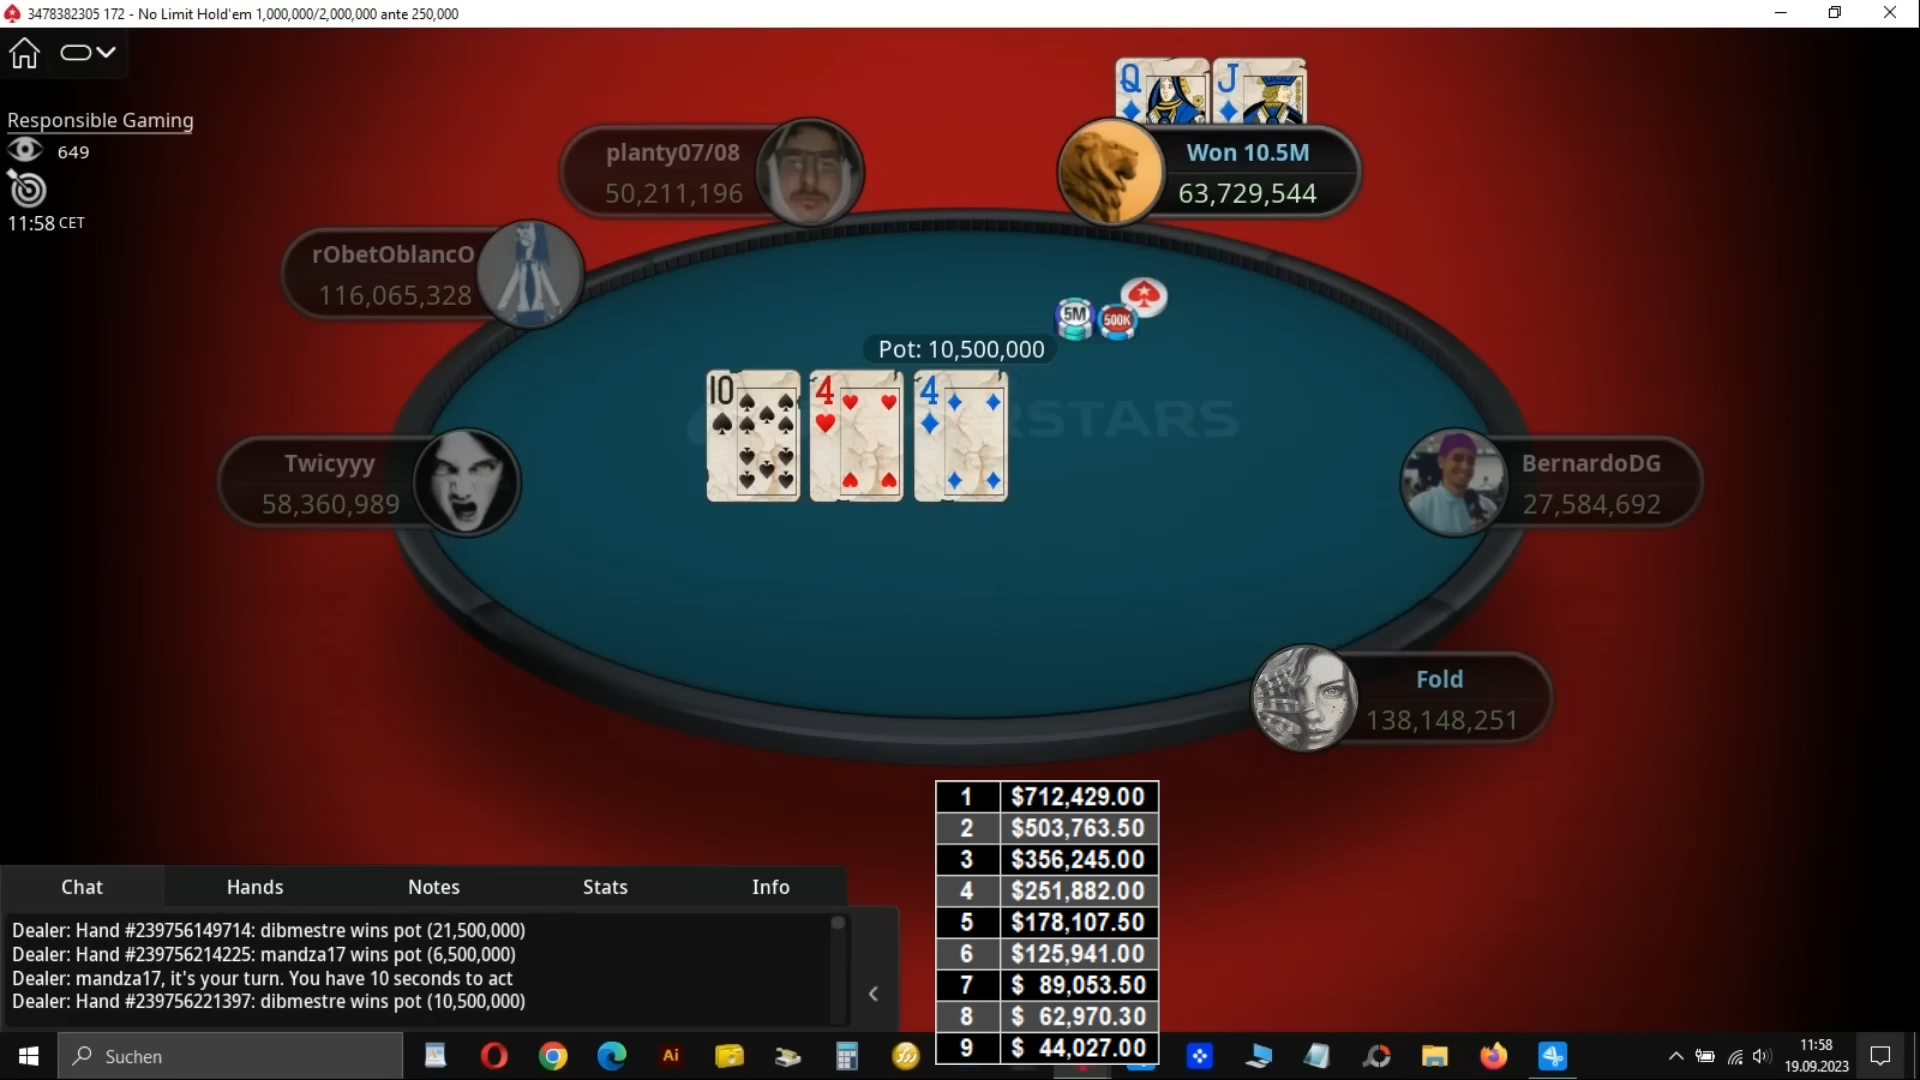 3478382305 172 - No Limit Hold'em 1,000,000/2,000,000 ante 250,000
Responsible Gaming
649
11:58 CET
Q J
planty07/08
50,211,196
Won 10.5M
63,729,544
rObetOblancO
116,065,328
5M 500K
Pot: 10,500,000
10 4 4
Twicyyy
58,360,989
BernardoDG
27,584,692
Fold
138,148,251
1 $712,429.00
2 $503,763.50
3 $356,245.00
4 $251,882.00
5 $178,107.50
6 $125,941.00
7 $ 89,053.50
8 $ 62,970.30
9 $ 44,027.00
Chat Hands Notes Stats Info
Dealer: Hand #239756149714: dibmestre wins pot (21,500,000)
Dealer: Hand #239756214225: mandza17 wins pot (6,500,000)
Dealer: mandza17, it's your turn. You have 10 seconds to act
Dealer: Hand #239756221397: dibmestre wins pot (10,500,000)
Suchen
Ai
11:58
19.09.2023